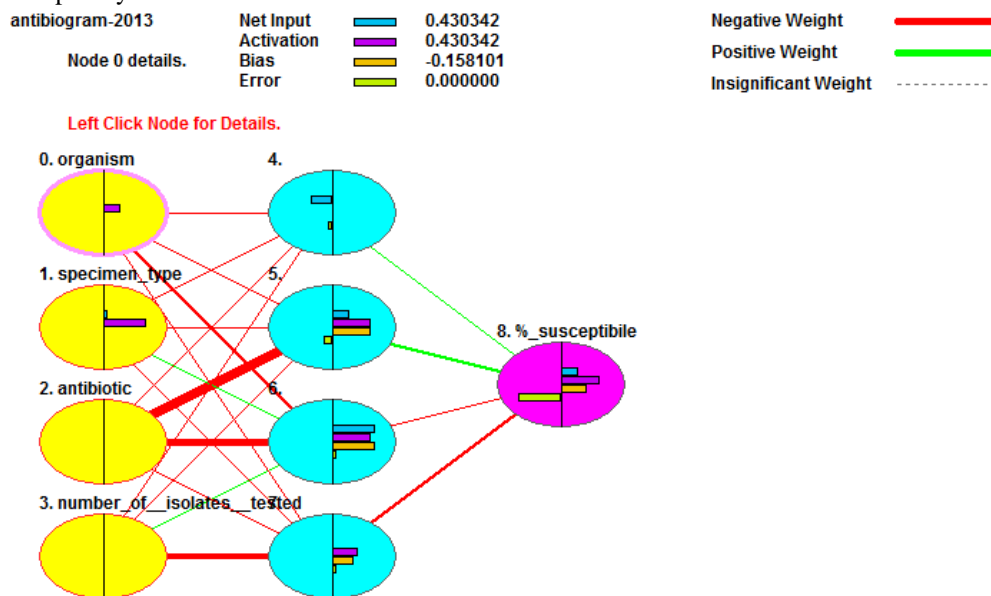 antibiogram-2013
Node 0 details.
Net Input 0.430342
Activation 0.430342
Bias -0.158101
Error 0.000000
Negative Weight
Positive Weight
Insignificant Weight
Left Click Node for Details.
0. organism
4.
1. specimen_type
5.
8. %_susceptibile
2. antibiotic
6.
3. number_of__isolates__tested
7.